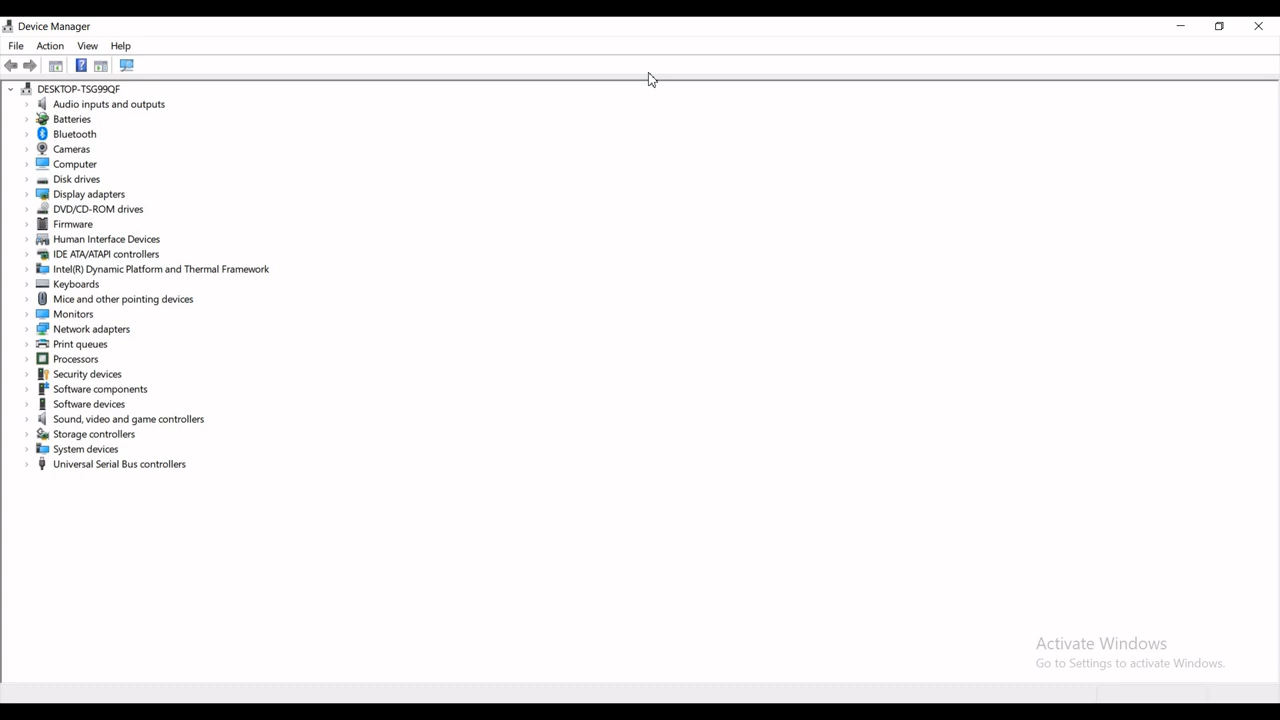 Device Manager
File Action View Help
DESKTOP-TSG99QF
Audio inputs and outputs
Batteries
Bluetooth
Cameras
Computer
Disk drives
Display adapters
DVD/CD-ROM drives
Firmware
Human Interface Devices
IDE ATA/ATAPI controllers
Intel(R) Dynamic Platform and Thermal Framework
Keyboards
Mice and other pointing devices
Monitors
Network adapters
Print queues
Processors
Security devices
Software components
Software devices
Sound, video and game controllers
Storage controllers
System devices
Universal Serial Bus controllers
Activate Windows
Go to Settings to activate Windows.